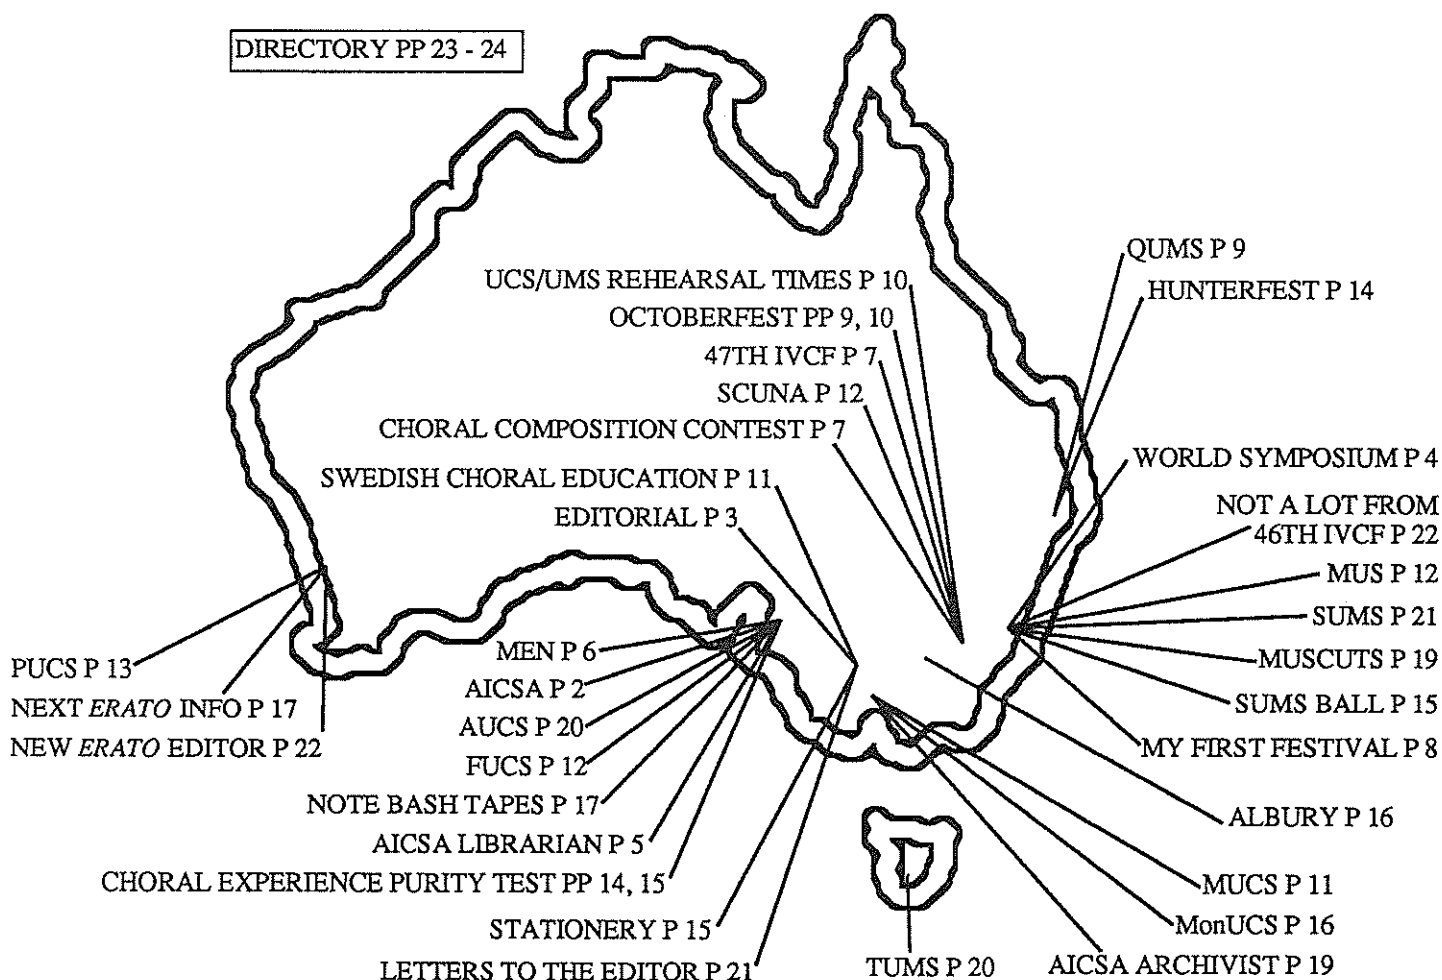 DIRECTORY PP 23 - 24
QUMS P 9
HUNTERFEST P 14
UCS/UMS REHEARSAL TIMES P 10
OCTOBERFEST PP 9, 10
47TH IVCF P 7
SCUNA P 12
CHORAL COMPOSITION CONTEST P 7
SWEDISH CHORAL EDUCATION P 11
EDITORIAL P 3
WORLD SYMPOSIUM P 4
NOT A LOT FROM
46TH IVCF P 22
MUS P 12
SUMS P 21
MUSCUTS P 19
SUMS BALL P 15
MY FIRST FESTIVAL P 8
PUCS P 13
NEXT ERATO INFO P 17
NEW ERATO EDITOR P 22
MEN P 6
AICSA P 2
AUCS P 20
FUCS P 12
NOTE BASH TAPES P 17
AICSA LIBRARIAN P 5
CHORAL EXPERIENCE PURITY TEST PP 14, 15
STATIONERY P 15
LETTERS TO THE EDITOR P 21
ALBURY P 16
MUCS P 11
MonUCS P 16
AICSA ARCHIVIST P 19
TUMS P 20